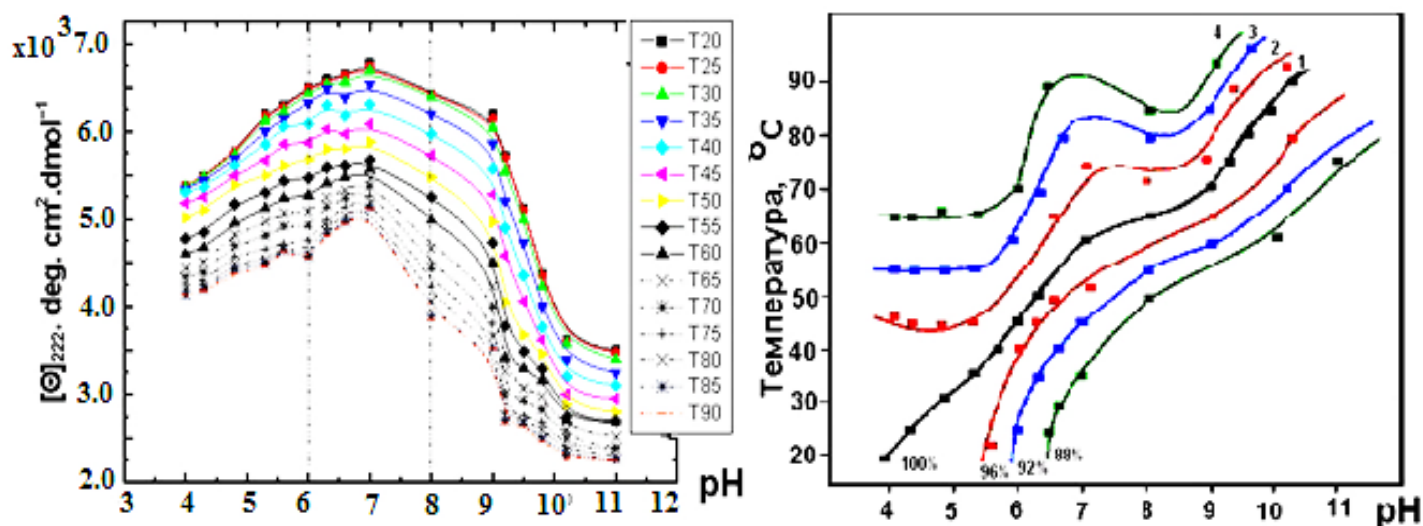 x10³
7.0
6.0
5.0
4.0
3.0
2.0
[Θ]₂₂₂, deg. cm².dmol⁻¹
3 4 5 6 7 8 9 10⁾ 11 12 pH
T20
T25
T30
T35
T40
T45
T50
T55
T60
T65
T70
T75
T80
T85
T90
Температура, °C
90
80
70
60
50
40
30
20
4 3 2 1
100% 96% 92% 88%
4 5 6 7 8 9 10 11 pH